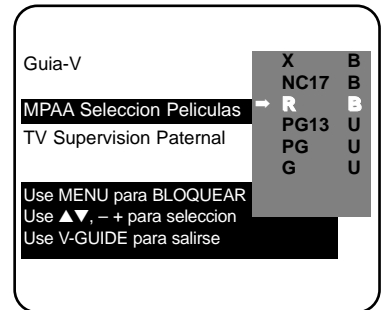 Guia-V
MPAA Seleccion Peliculas
TV Supervision Paternal
X B
NC17 B
➡ R B
PG13 U
PG U
G U
Use MENU para BLOQUEAR
Use ▲▼, – + para seleccion
Use V-GUIDE para salirse